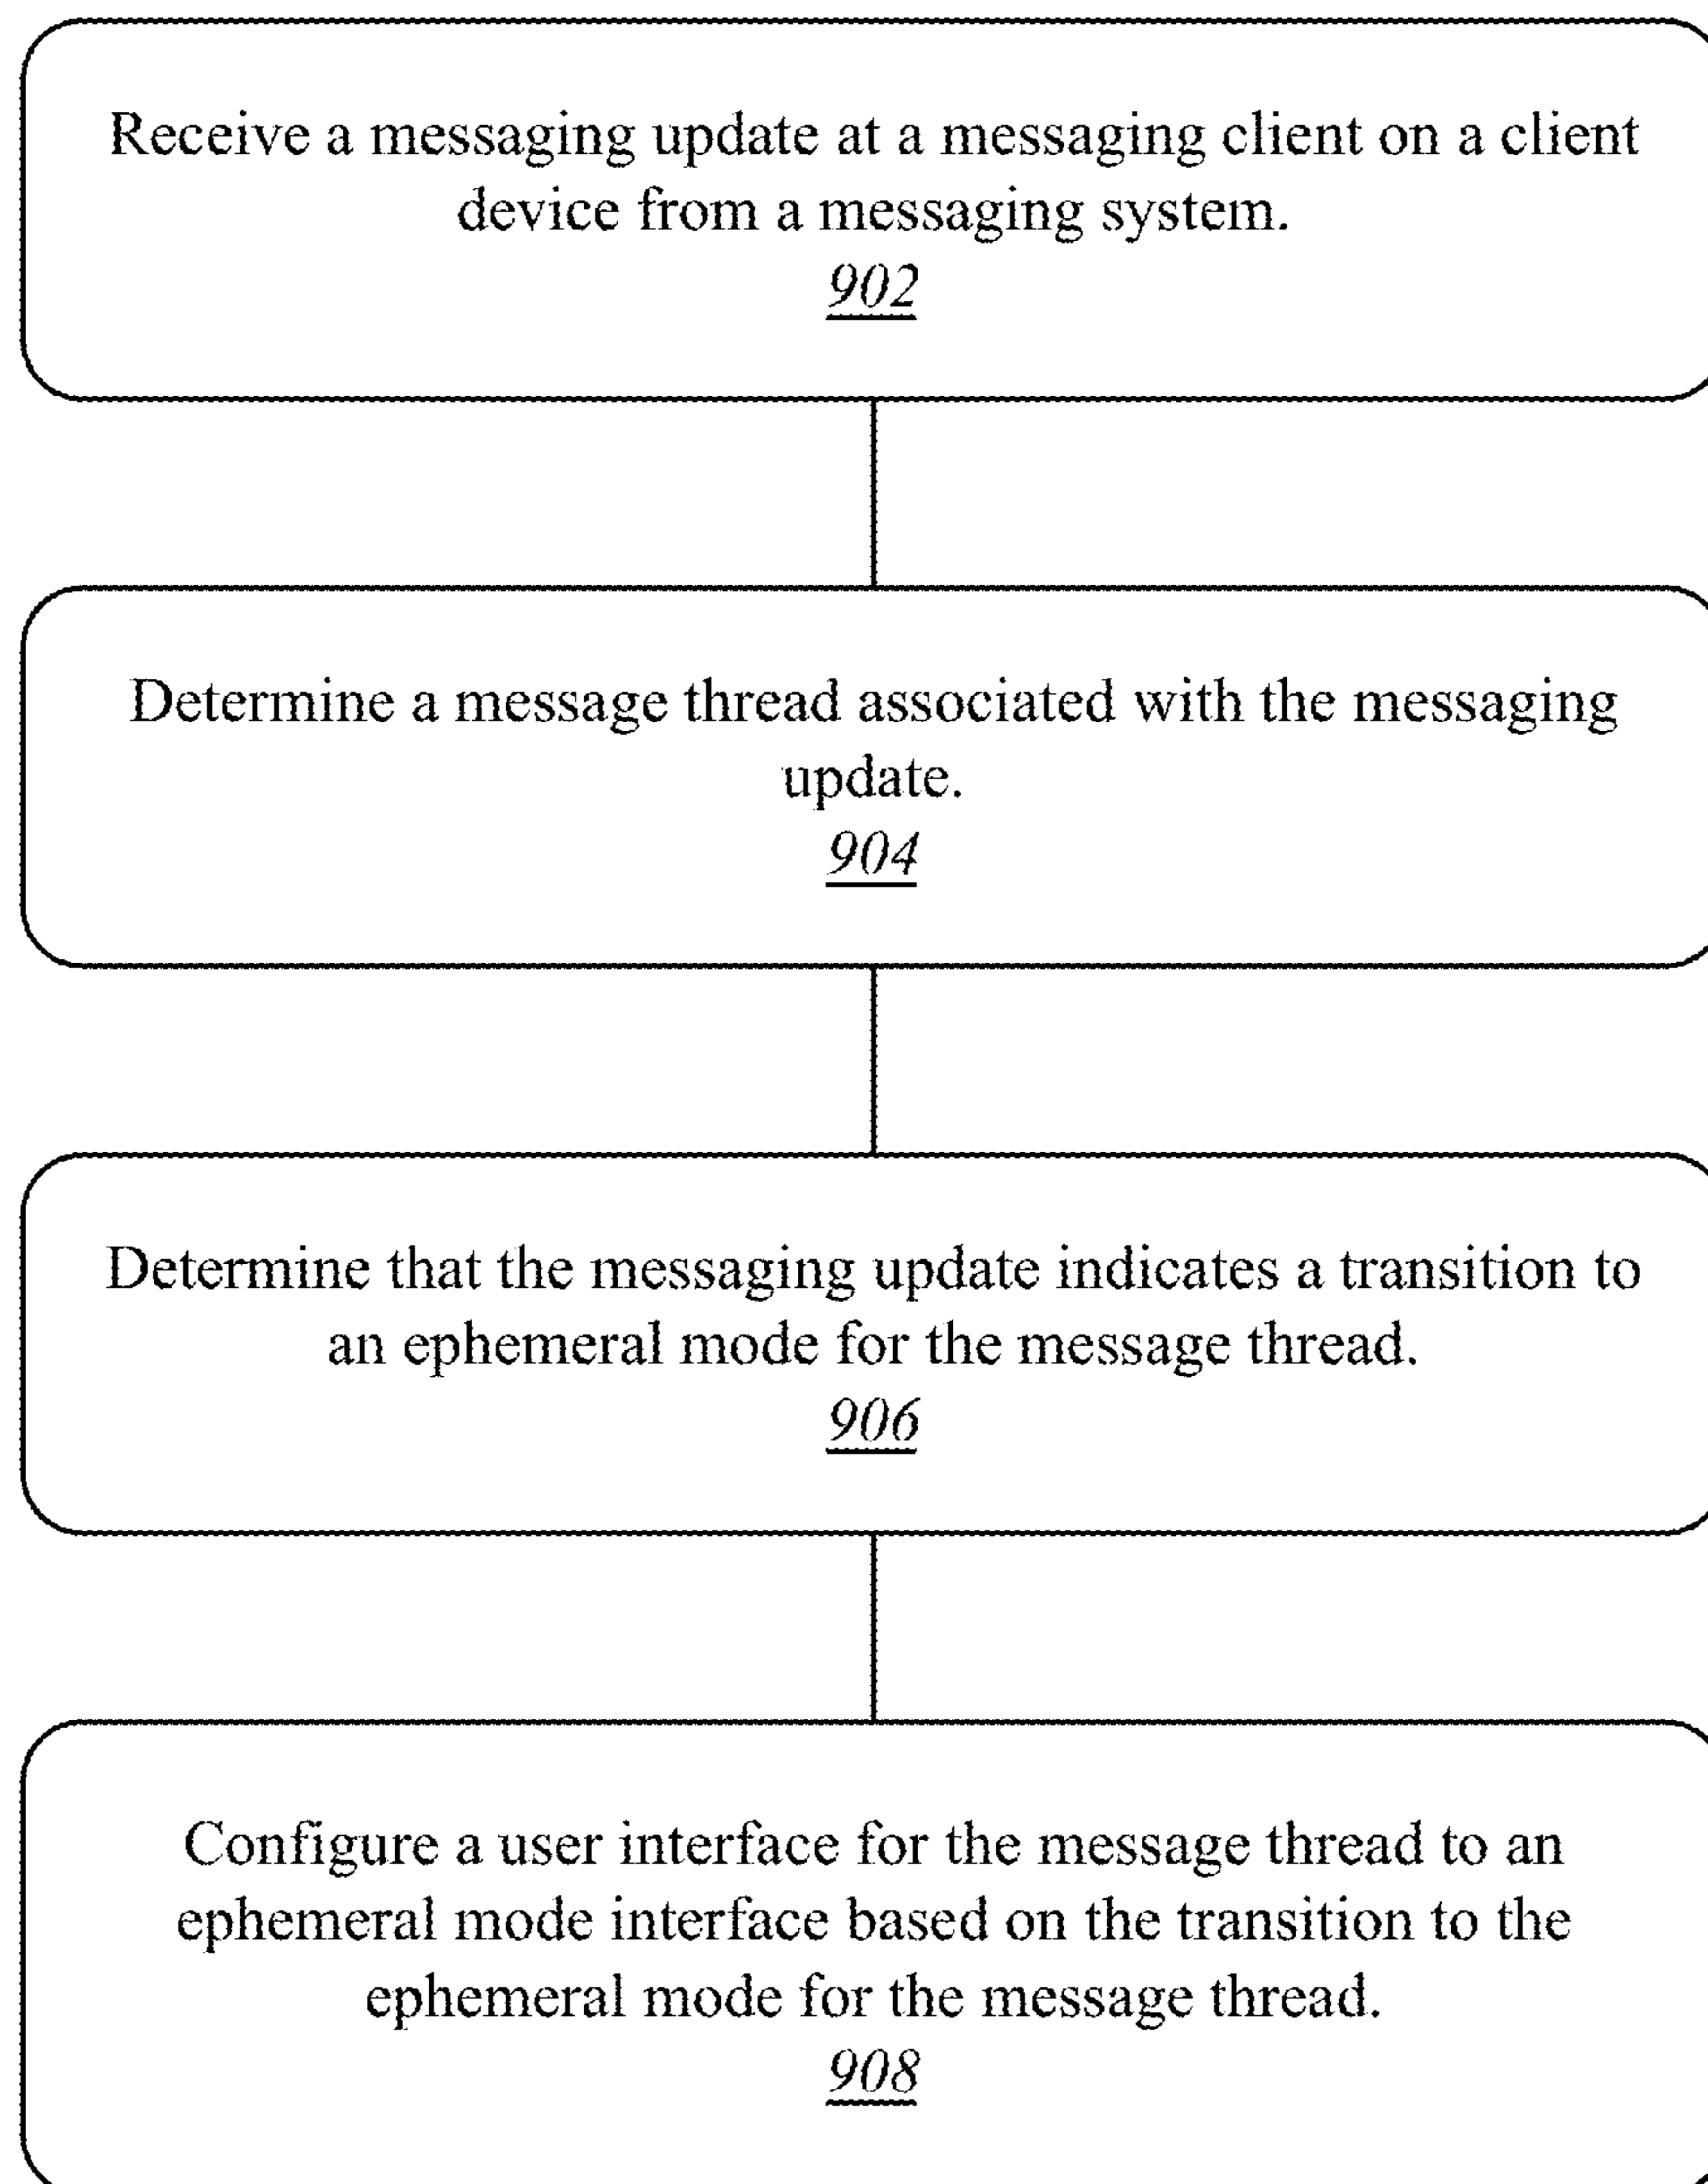 Receive a messaging update at a messaging client on a client
device from a messaging system.
902
Determine a message thread associated with the messaging
update.
904
Determine that the messaging update indicates a transition to
an ephemeral mode for the message thread.
906
Configure a user interface for the message thread to an
ephemeral mode interface based on the transition to the
ephemeral mode for the message thread.
908